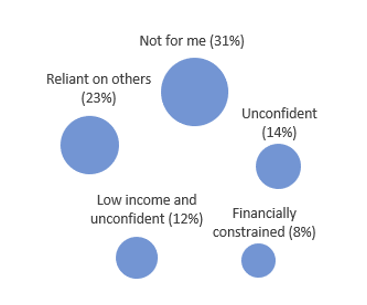 Not for me (31%)
Reliant on others
(23%)
Unconfident
(14%)
Low income and
unconfident (12%)
Financially
constrained (8%)